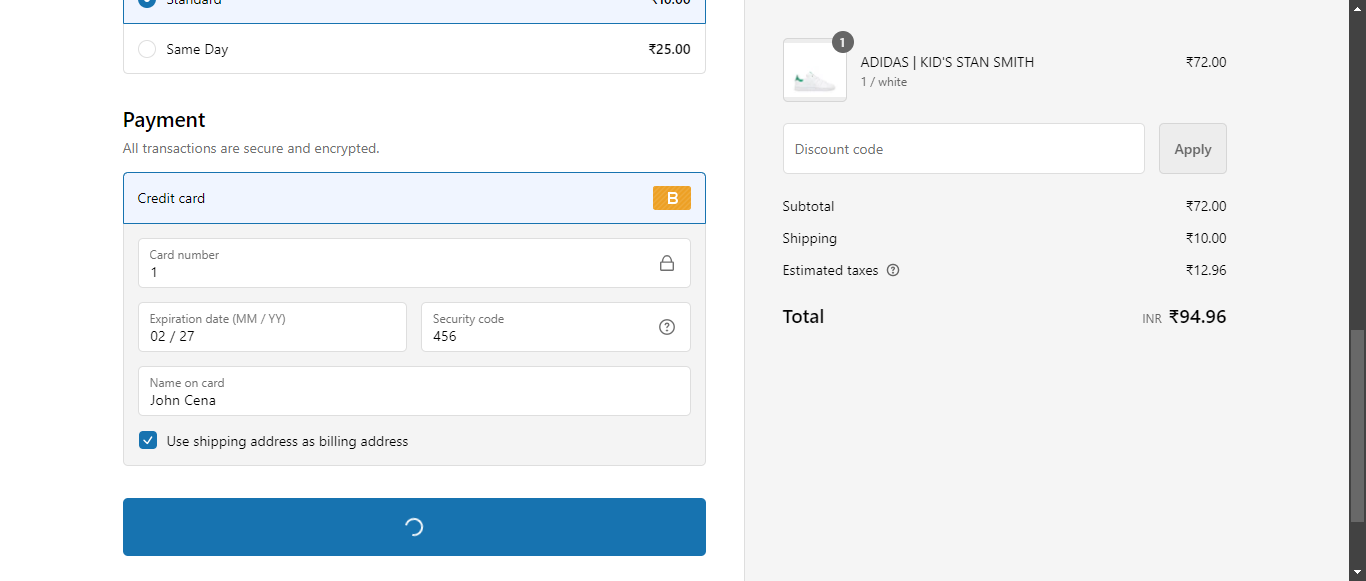 Standard ₹10.00
Same Day ₹25.00
Payment
All transactions are secure and encrypted.
Credit card B
Card number
1
Expiration date (MM / YY)
02 / 27
Security code
456
Name on card
John Cena
Use shipping address as billing address
1
ADIDAS | KID'S STAN SMITH ₹72.00
1 / white
Discount code
Apply
Subtotal ₹72.00
Shipping ₹10.00
Estimated taxes ₹12.96
Total INR ₹94.96